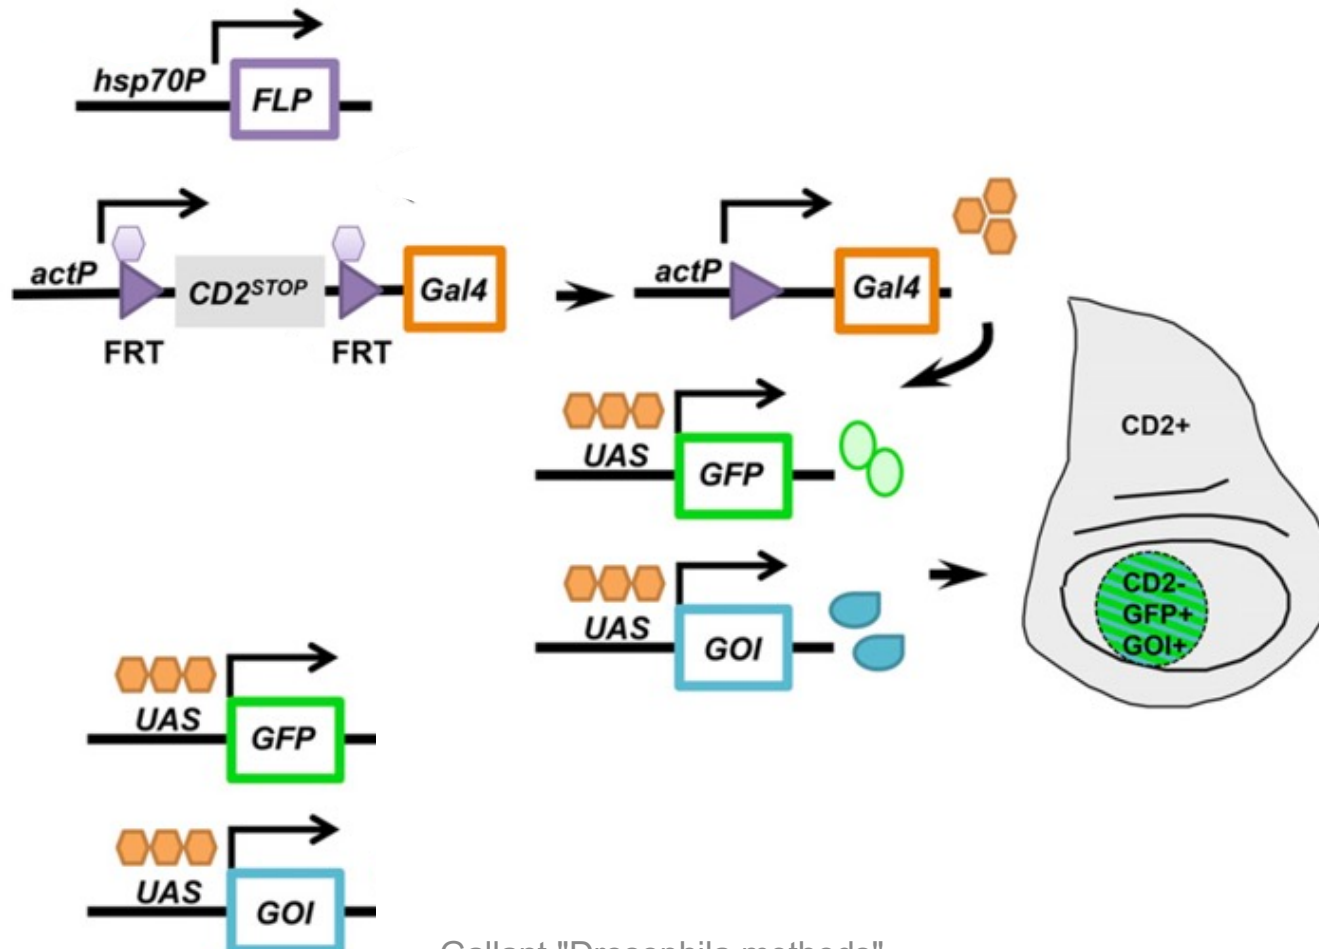 hsp70P
FLP
actP
CD2STOP
Gal4
FRT
FRT
actP
Gal4
UAS
GFP
UAS
GOI
CD2+
CD2-
GFP+
GOI+
UAS
GFP
UAS
GOI
Gallant "Drosophila methods"